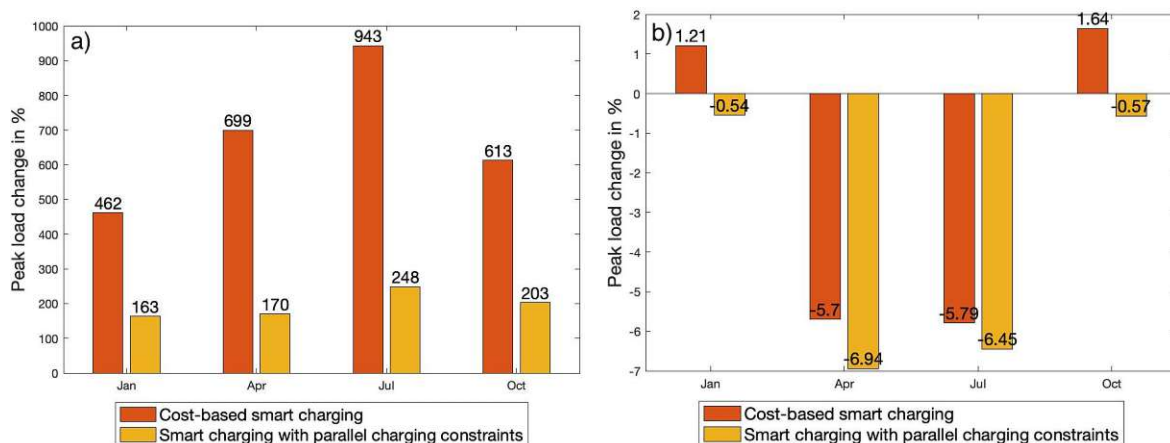 a)
Peak load change in %
1000
900
800
700
600
500
400
300
200
100
0
462
163
699
170
943
248
613
203
Jan
Apr
Jul
Oct
Cost-based smart charging
Smart charging with parallel charging constraints
b)
Peak load change in %
2
1
0
-1
-2
-3
-4
-5
-6
-7
1.21
-0.54
-5.7
-6.94
-5.79
-6.45
1.64
-0.57
Jan
Apr
Jul
Oct
Cost-based smart charging
Smart charging with parallel charging constraints